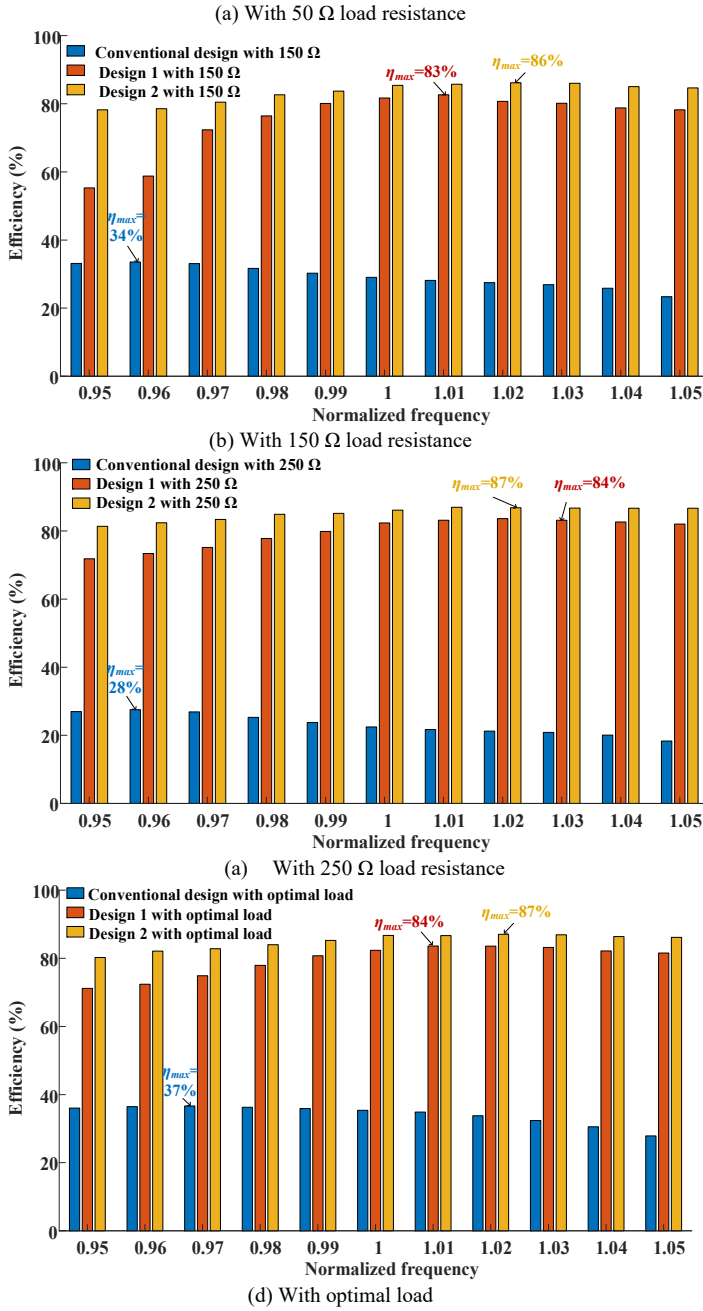 (a) With 50 Ω load resistance
100
80
60
40
20
0
Efficiency (%)
Conventional design with 150 Ω
Design 1 with 150 Ω
Design 2 with 150 Ω
ηmax=83%
ηmax=86%
ηmax=
34%
0.95 0.96 0.97 0.98 0.99 1 1.01 1.02 1.03 1.04 1.05
Normalized frequency
(b) With 150 Ω load resistance
100
80
60
40
20
0
Efficiency (%)
Conventional design with 250 Ω
Design 1 with 250 Ω
Design 2 with 250 Ω
ηmax=87%
ηmax=84%
ηmax=
28%
0.95 0.96 0.97 0.98 0.99 1 1.01 1.02 1.03 1.04 1.05
Normalized frequency
(a) With 250 Ω load resistance
100
80
60
40
20
0
Efficiency (%)
Conventional design with optimal load
Design 1 with optimal load
Design 2 with optimal load
ηmax=84%
ηmax=87%
ηmax=
37%
0.95 0.96 0.97 0.98 0.99 1 1.01 1.02 1.03 1.04 1.05
Normalized frequency
(d) With optimal load